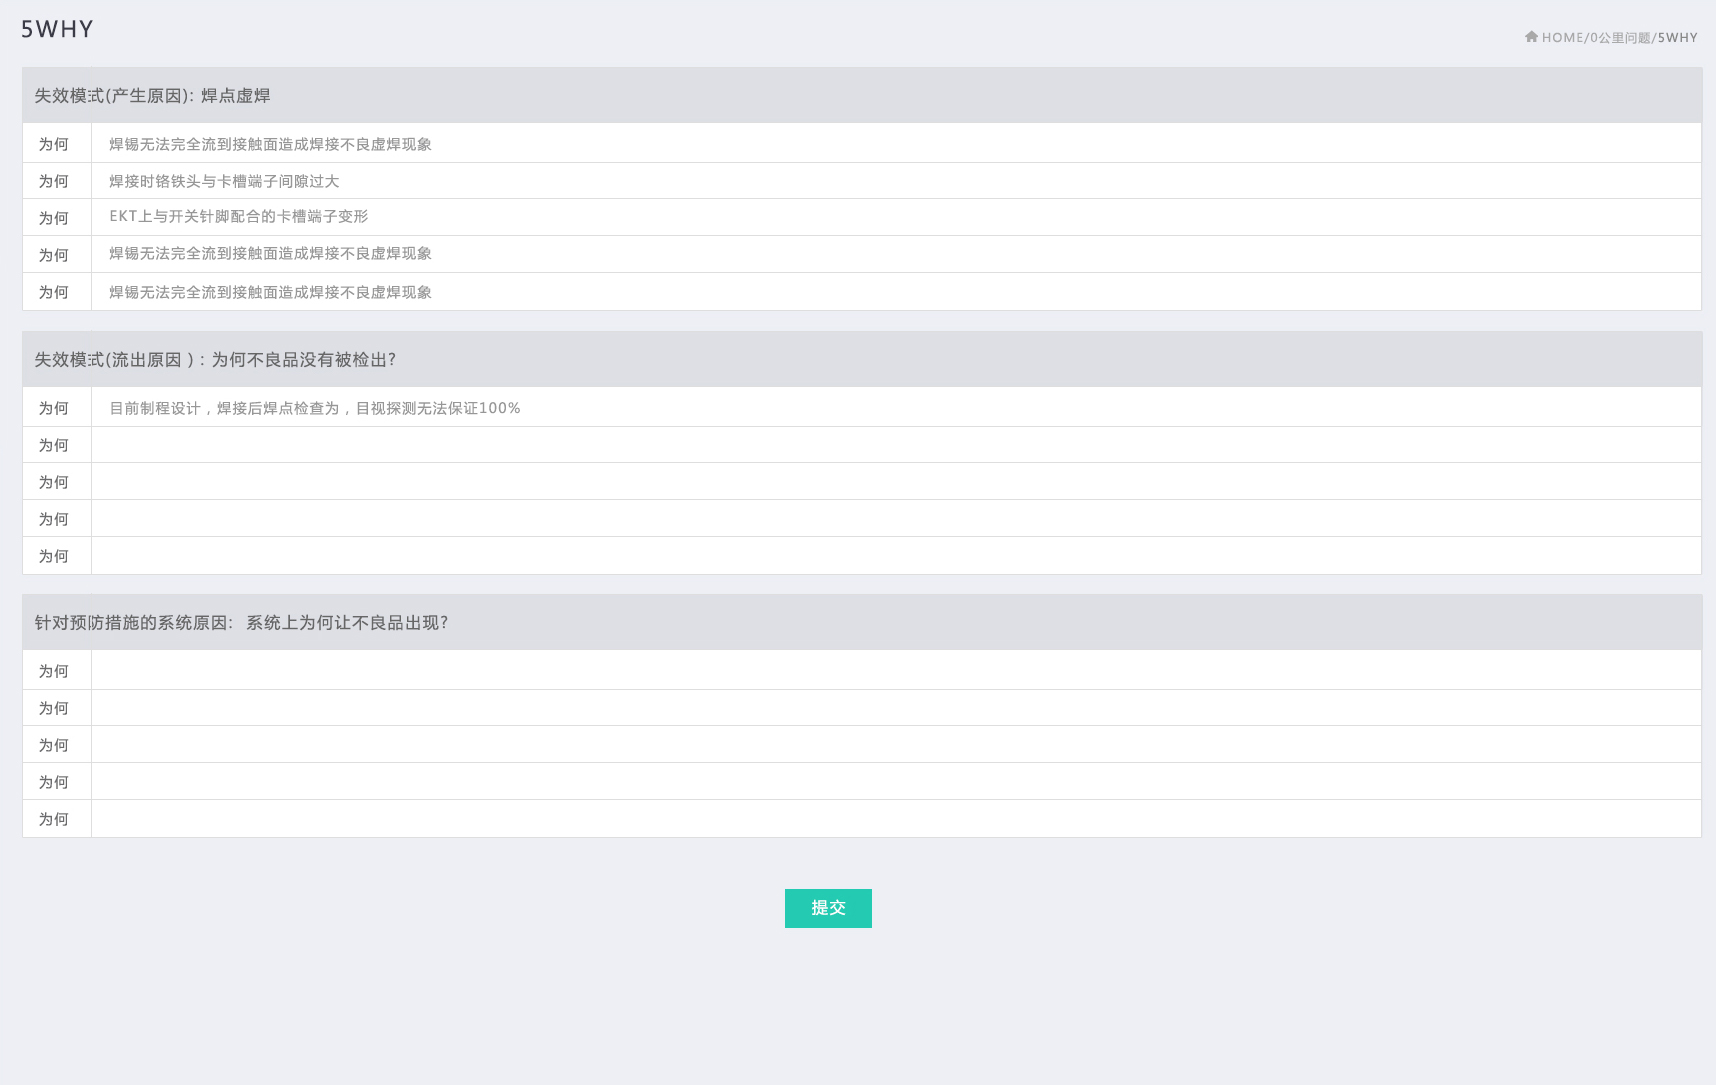 5WHY
HOME/0公里问题/5WHY
失效模式(产生原因): 焊点虚焊
为何 焊锡无法完全流到接触面造成焊接不良虚焊现象
为何 焊接时铬铁头与卡槽端子间隙过大
为何 EKT上与开关针脚配合的卡槽端子变形
为何 焊锡无法完全流到接触面造成焊接不良虚焊现象
为何 焊锡无法完全流到接触面造成焊接不良虚焊现象
失效模式(流出原因 ) : 为何不良品没有被检出?
为何 目前制程设计，焊接后焊点检查为，目视探测无法保证100%
为何
为何
为何
为何
针对预防措施的系统原因: 系统上为何让不良品出现?
为何
为何
为何
为何
为何
提交